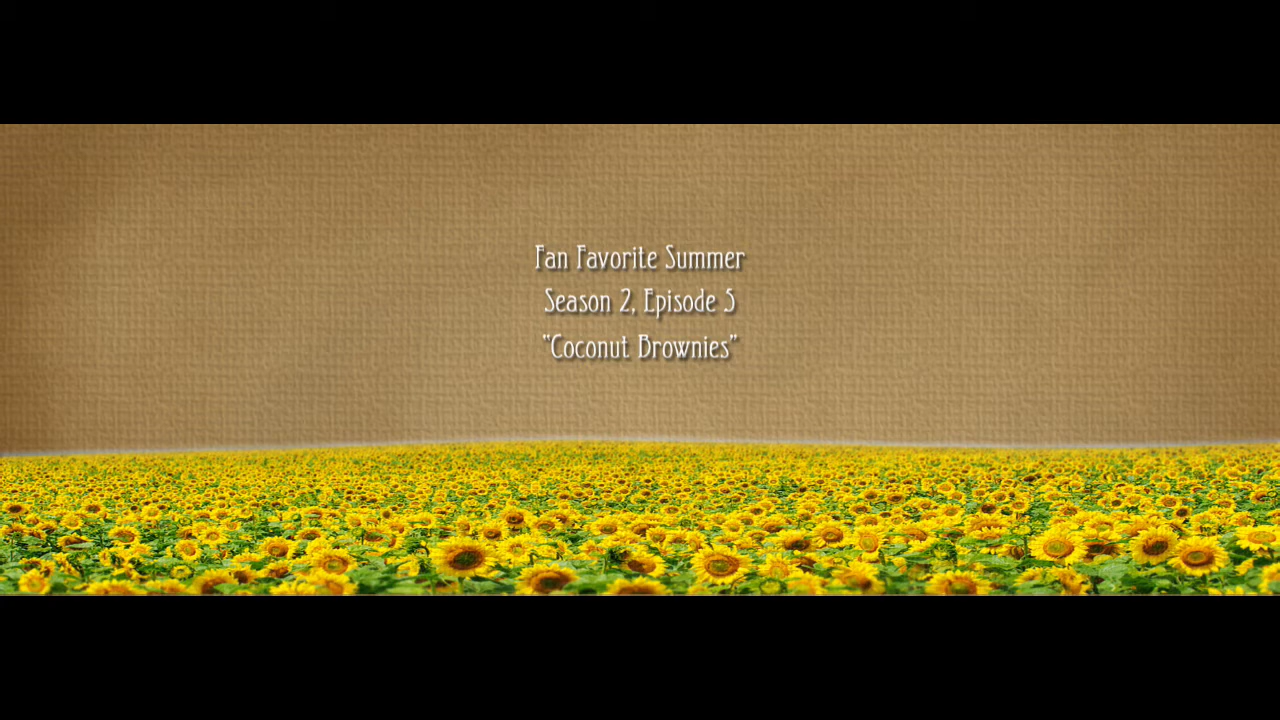 Fan Favorite Summer
Season 2, Episode 5
"Coconut Brownies"